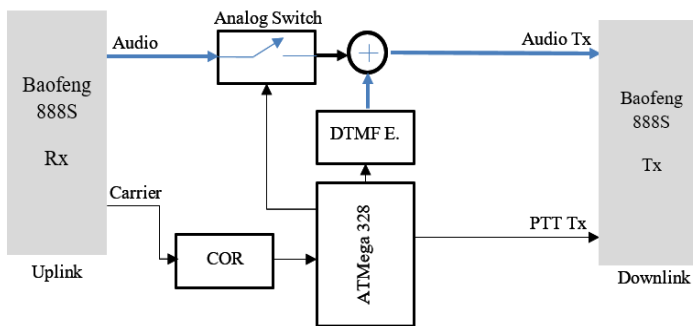 Analog Switch
Audio
Audio Tx
Baofeng
888S
Rx
Baofeng
888S
Tx
DTMF E.
Carrier
ATMega 328
PTT Tx
COR
Uplink
Downlink